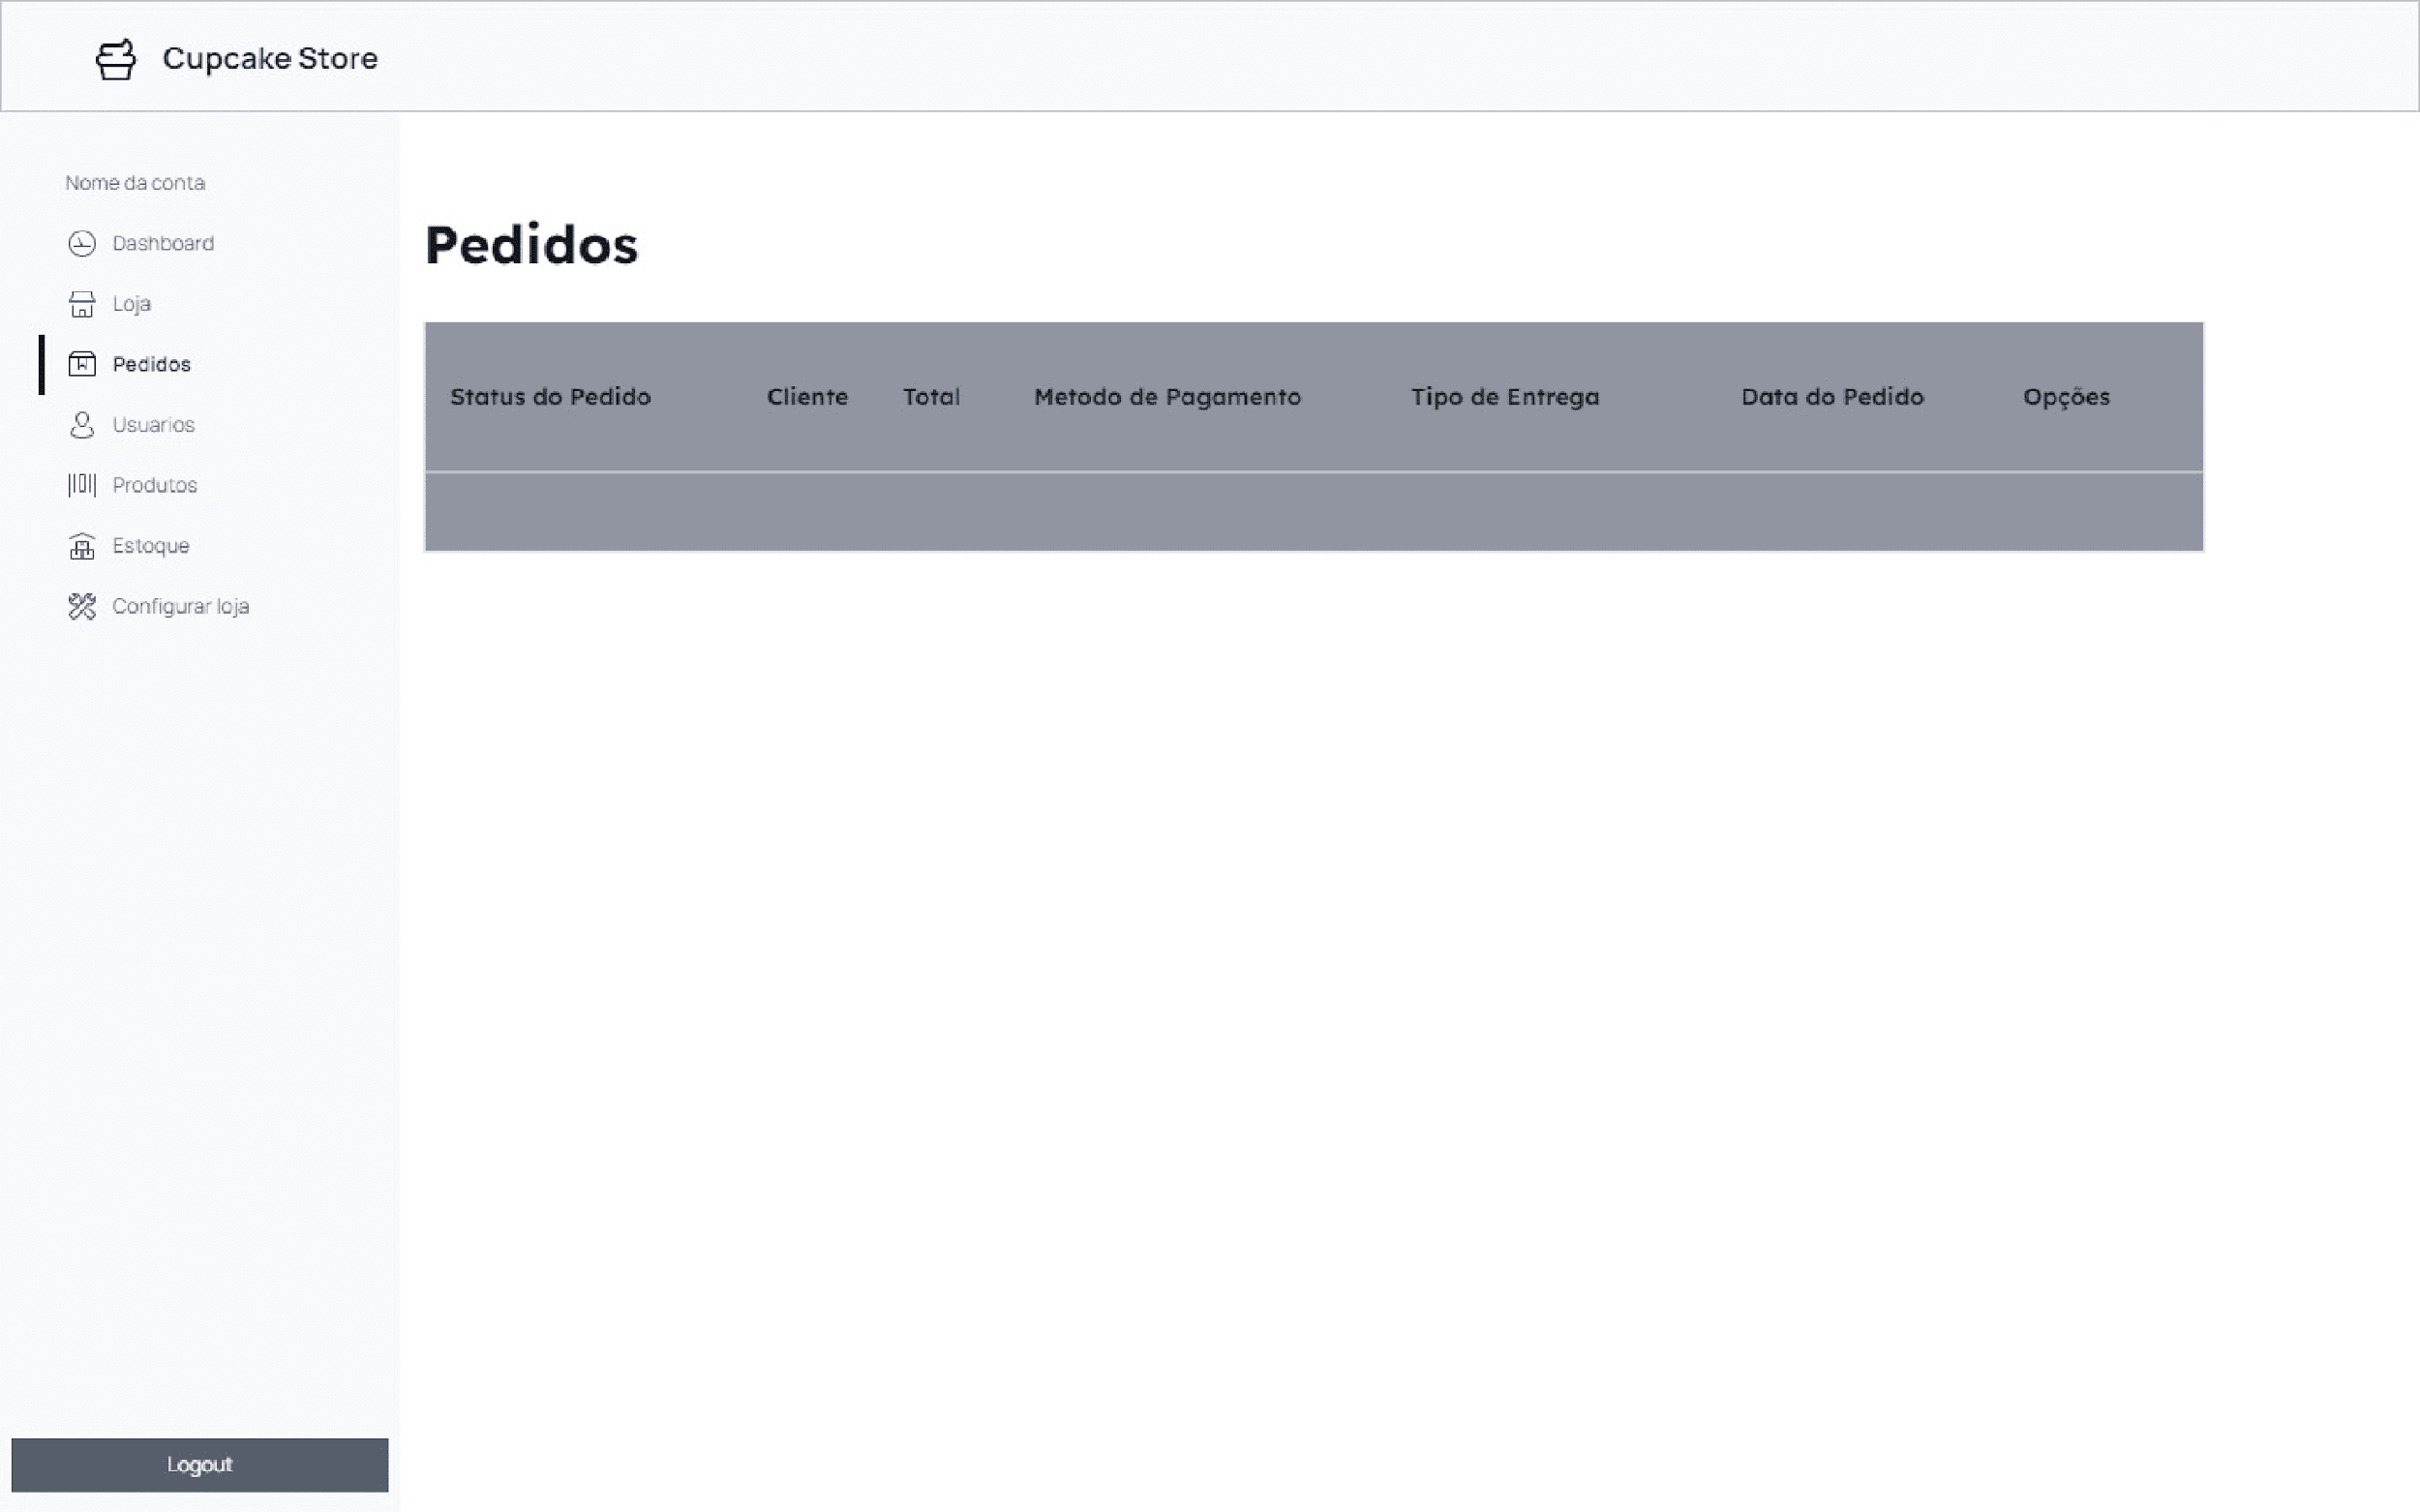 Cupcake Store
Nome da conta
Dashboard
Loja
Pedidos
Usuarios
Produtos
Estoque
Configurar loja
Logout
Pedidos
Status do Pedido Cliente Total Metodo de Pagamento Tipo de Entrega Data do Pedido Opções